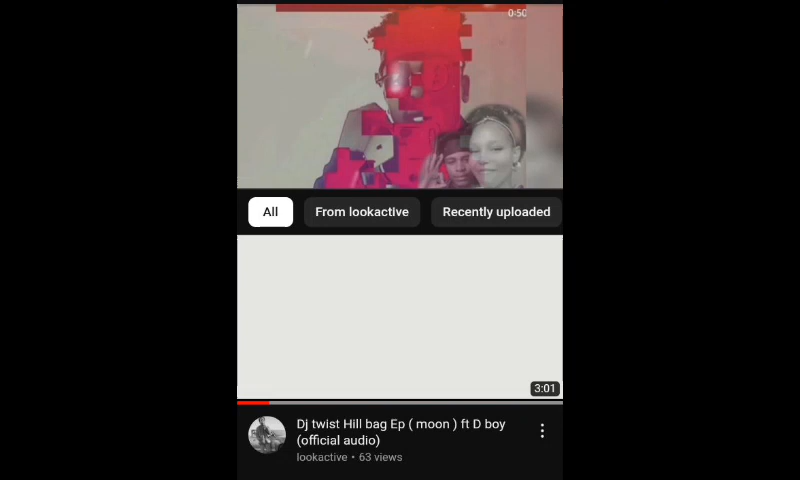 0:50
All
From lookactive
Recently uploaded
3:01
Dj twist Hill bag Ep ( moon ) ft D boy
(official audio)
lookactive • 63 views